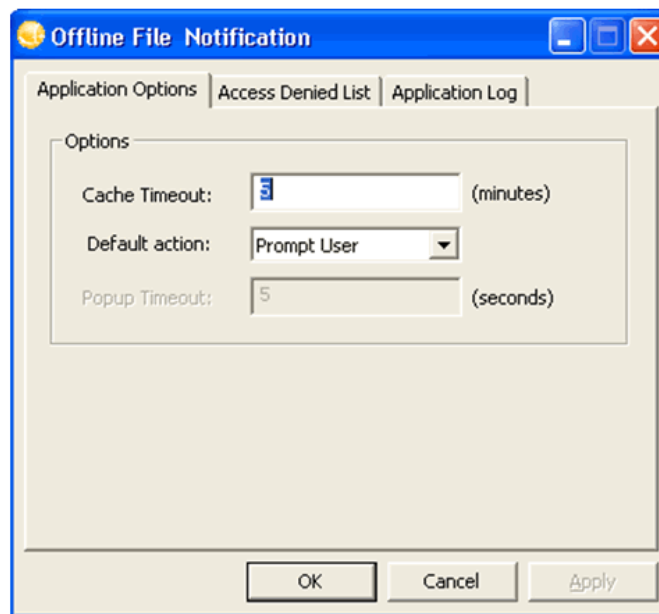 Offline File Notification
Application Options Access Denied List Application Log
Options
Cache Timeout: 5 (minutes)
Default action: Prompt User
Popup Timeout: 5 (seconds)
OK Cancel Apply